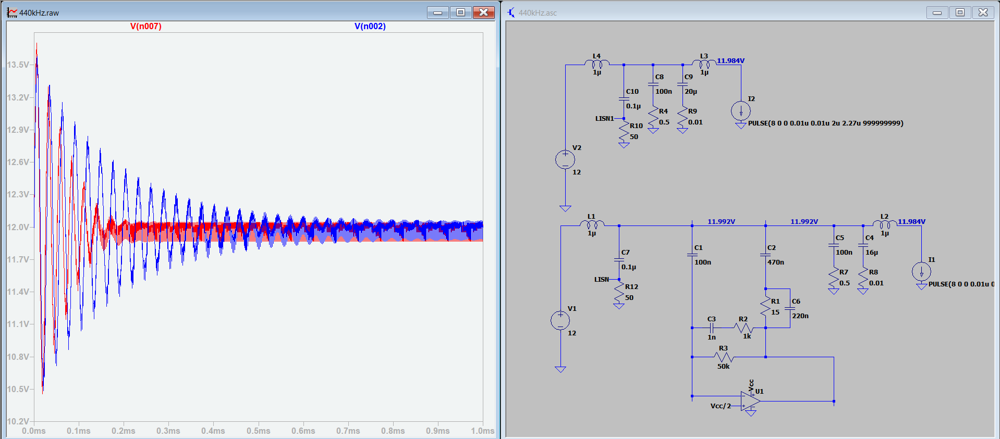 440kHz.raw
V(n007)
V(n002)
13.5V
13.2V
12.9V
12.6V
12.3V
12.0V
11.7V
11.4V
11.1V
10.8V
10.5V
10.2V
0.0ms 0.1ms 0.2ms 0.3ms 0.4ms 0.5ms 0.6ms 0.7ms 0.8ms 0.9ms 1.0ms
440kHz.asc
L4
1µ
L3
1µ
11.984V
C10
0.1µ
C8
100n
C9
20µ
LISN1
R10
50
R4
0.5
R9
0.01
I2
PULSE(8 0 0 0.01u 0.01u 2u 2.27u 999999999)
V2
12
L1
1µ
11.992V
11.992V
L2
1µ
11.984V
C7
0.1µ
C1
100n
C2
470n
C5
100n
C4
16µ
LISN
R12
50
R7
0.5
R8
0.01
I1
PULSE(8 0 0 0.01u 0
V1
12
R1
15
C6
220n
C3
1n
R2
1k
R3
50k
Vcc
U1
Vcc/2